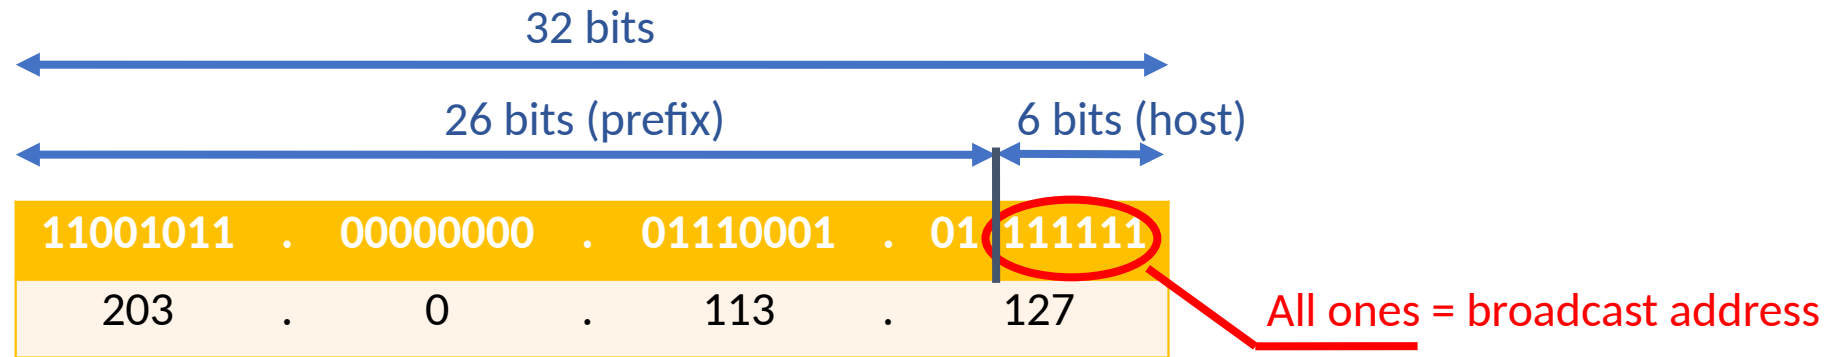 32 bits
26 bits (prefix) 6 bits (host)
11001011 . 00000000 . 01110001 . 01 111111
203 . 0 . 113 . 127
All ones = broadcast address